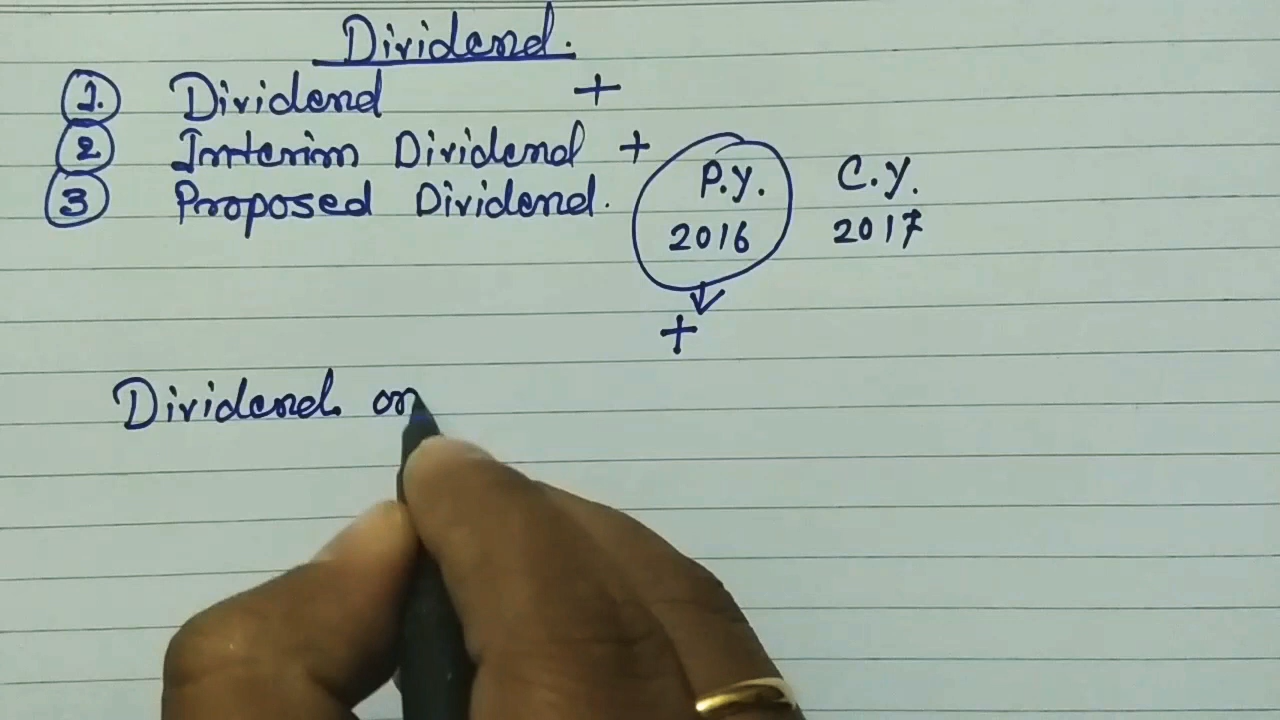 Dividend.
1. Dividend +
2 Interim Dividend +
3 Proposed Dividend. P.Y. C.Y.
2016 2017
+
Dividend. on